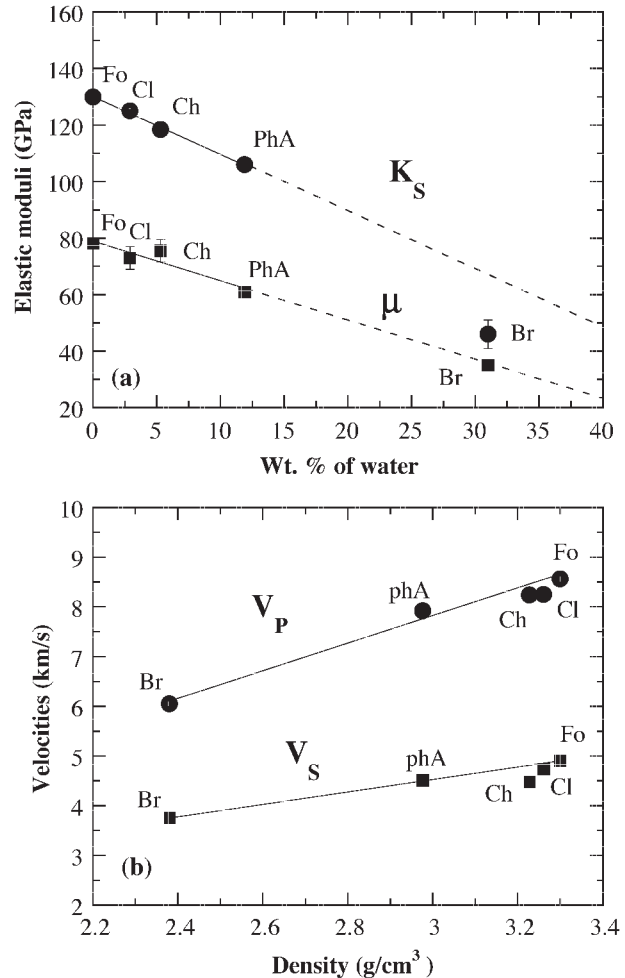 160
140
120
100
80
60
40
20
Elastic moduli (GPa)
Fo
Cl
Ch
PhA
K_S
Fo
Cl
Ch
PhA
μ
Br
Br
(a)
0 5 10 15 20 25 30 35 40
Wt. % of water
10
9
8
7
6
5
4
3
2
Velocities (km/s)
Fo
phA
V_P
Ch
Cl
Br
Fo
V_S
phA
Br
Ch
Cl
(b)
2.2 2.4 2.6 2.8 3 3.2 3.4
Density (g/cm³)